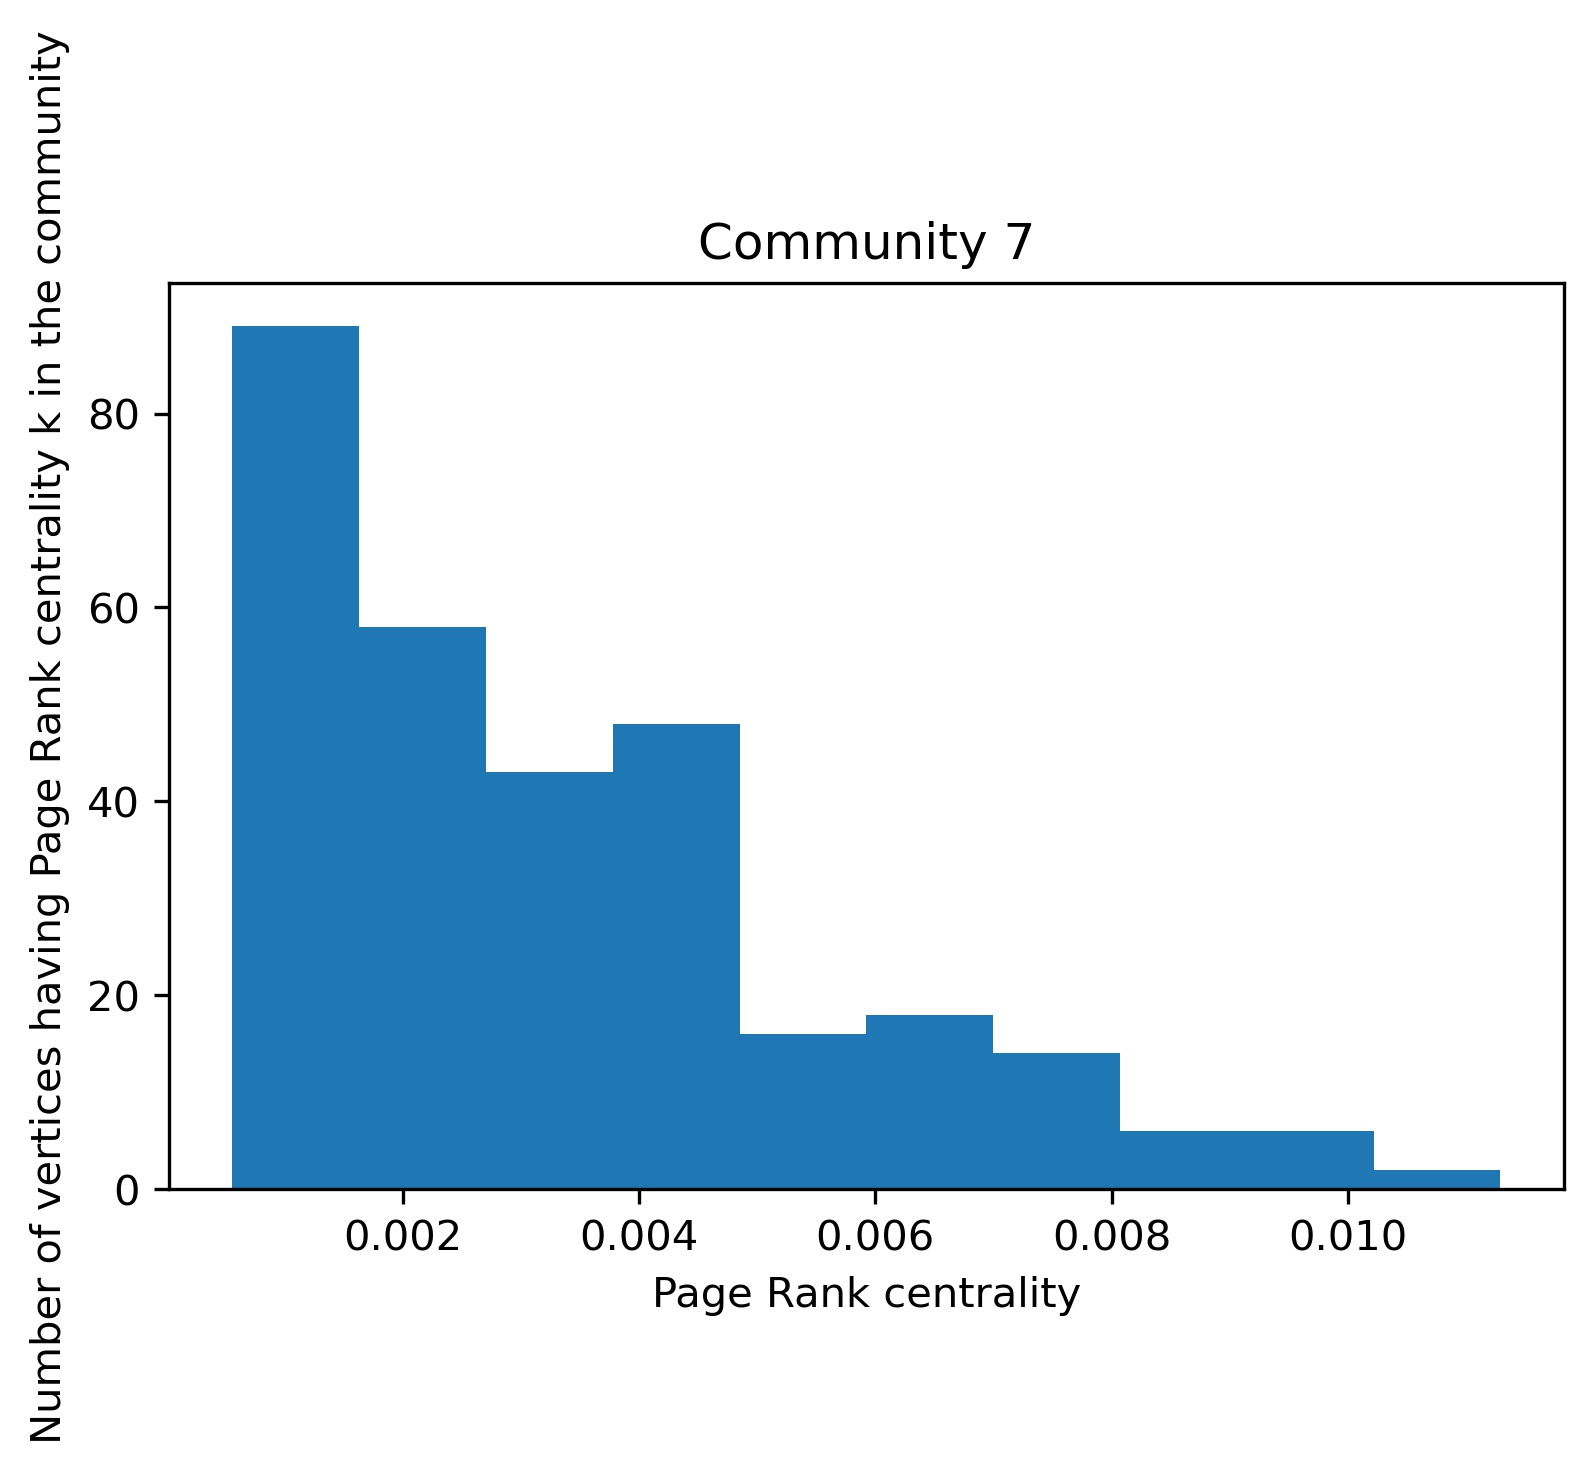 Community 7
Number of vertices having Page Rank centrality k in the community
80
60
40
20
0
0.002 0.004 0.006 0.008 0.010
Page Rank centrality